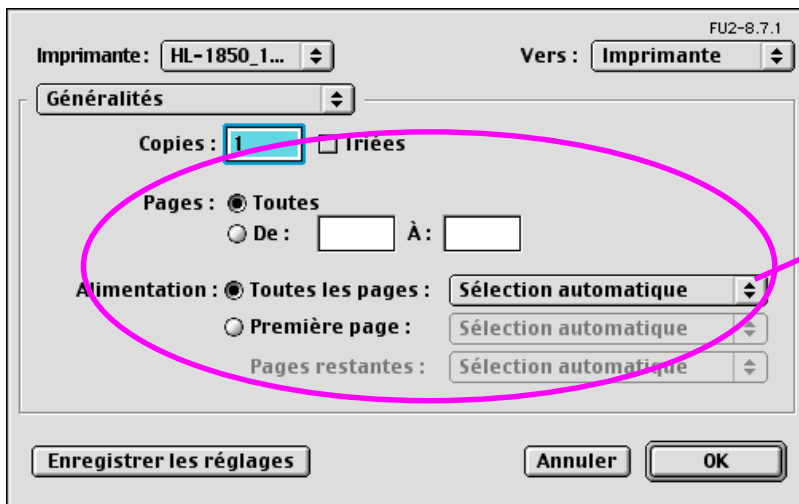 FU2-8.7.1
Imprimante : HL-1850_1... Vers : Imprimante
Généralités
Copies : 1 Triées
Pages : Toutes
De : À :
Alimentation : Toutes les pages : Sélection automatique
Première page : Sélection automatique
Pages restantes : Sélection automatique
Enregistrer les réglages Annuler OK